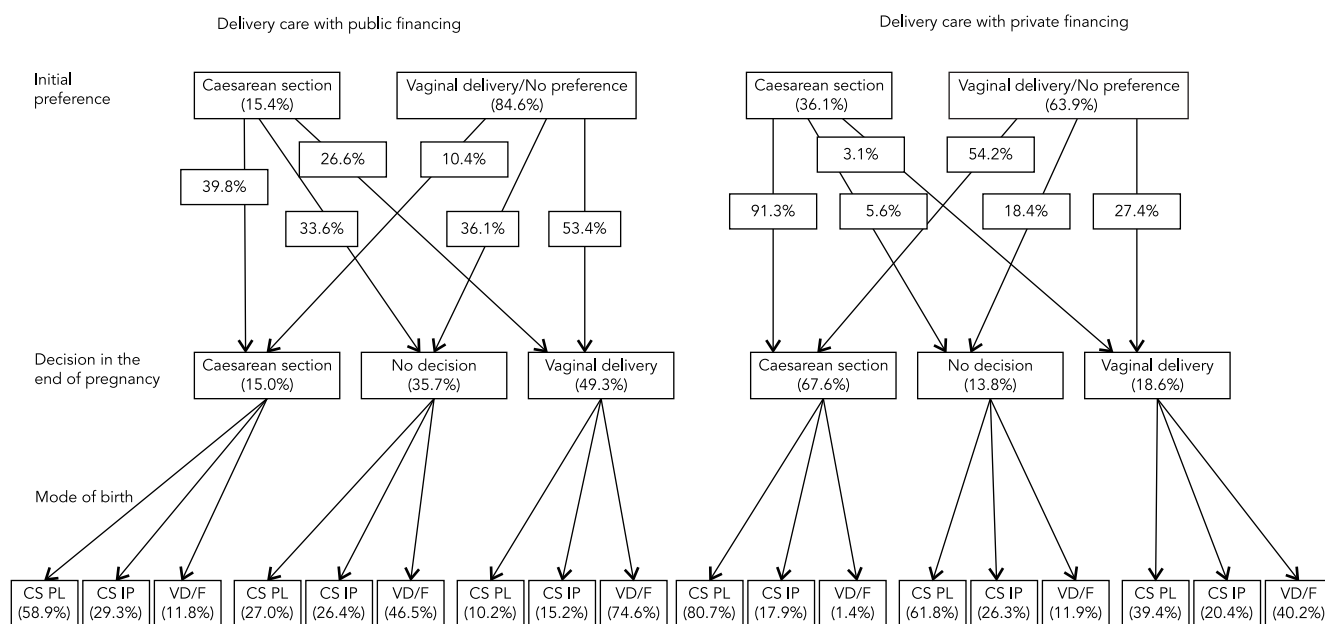 Delivery care with public financing
Delivery care with private financing
Initial
preference
Caesarean section
(15.4%)
Vaginal delivery/No preference
(84.6%)
Caesarean section
(36.1%)
Vaginal delivery/No preference
(63.9%)
26.6%
10.4%
3.1%
54.2%
39.8%
33.6%
36.1%
53.4%
91.3%
5.6%
18.4%
27.4%
Decision in the
end of pregnancy
Caesarean section
(15.0%)
No decision
(35.7%)
Vaginal delivery
(49.3%)
Caesarean section
(67.6%)
No decision
(13.8%)
Vaginal delivery
(18.6%)
Mode of birth
CS PL
(58.9%)
CS IP
(29.3%)
VD/F
(11.8%)
CS PL
(27.0%)
CS IP
(26.4%)
VD/F
(46.5%)
CS PL
(10.2%)
CS IP
(15.2%)
VD/F
(74.6%)
CS PL
(80.7%)
CS IP
(17.9%)
VD/F
(1.4%)
CS PL
(61.8%)
CS IP
(26.3%)
VD/F
(11.9%)
CS PL
(39.4%)
CS IP
(20.4%)
VD/F
(40.2%)